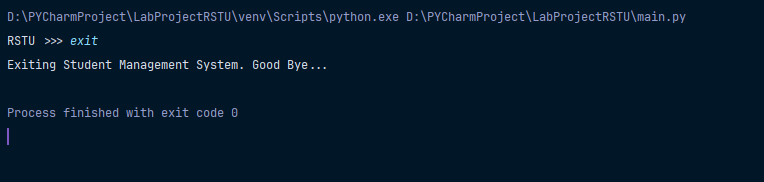 D:\PYCharmProject\LabProjectRSTU\venv\Scripts\python.exe D:\PYCharmProject\LabProjectRSTU\main.py
RSTU >>> exit
Exiting Student Management System. Good Bye...
Process finished with exit code 0